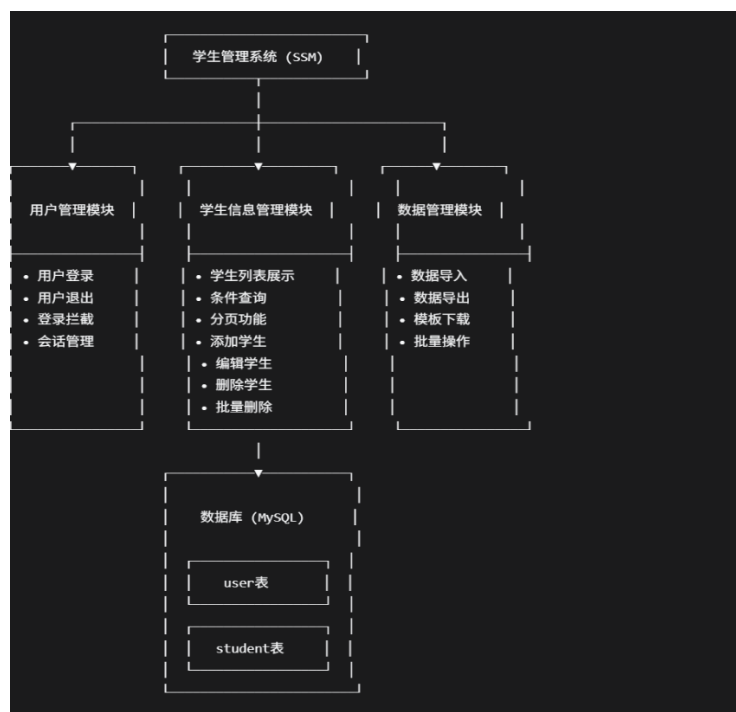 学生管理系统 (SSM)
用户管理模块
学生信息管理模块
数据管理模块
• 用户登录
• 用户退出
• 登录拦截
• 会话管理
• 学生列表展示
• 条件查询
• 分页功能
• 添加学生
• 编辑学生
• 删除学生
• 批量删除
• 数据导入
• 数据导出
• 模板下载
• 批量操作
数据库 (MySQL)
user表
student表